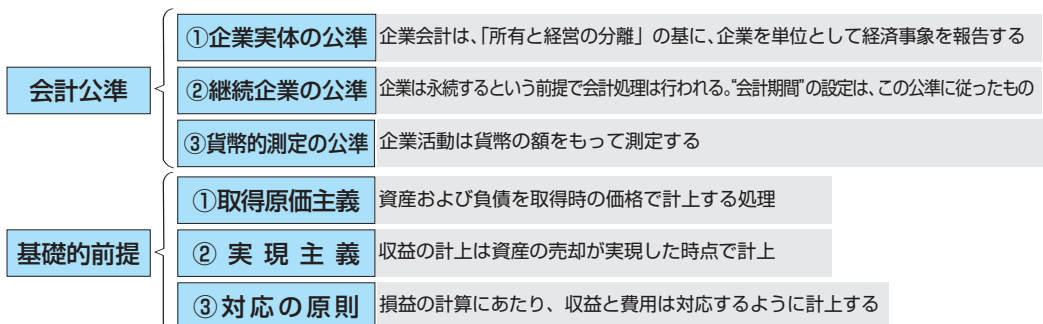 会計公準
①企業実体の公準 企業会計は、「所有と経営の分離」の基に、企業を単位として経済事象を報告する
②継続企業の公準 企業は永続するという前提で会計処理は行われる。“会計期間”の設定は、この公準に従ったもの
③貨幣的測定の公準 企業活動は貨幣の額をもって測定する
基礎的前提
①取得原価主義 資産および負債を取得時の価格で計上する処理
②実現主義 収益の計上は資産の売却が実現した時点で計上
③対応の原則 損益の計算にあたり、収益と費用は対応するように計上する